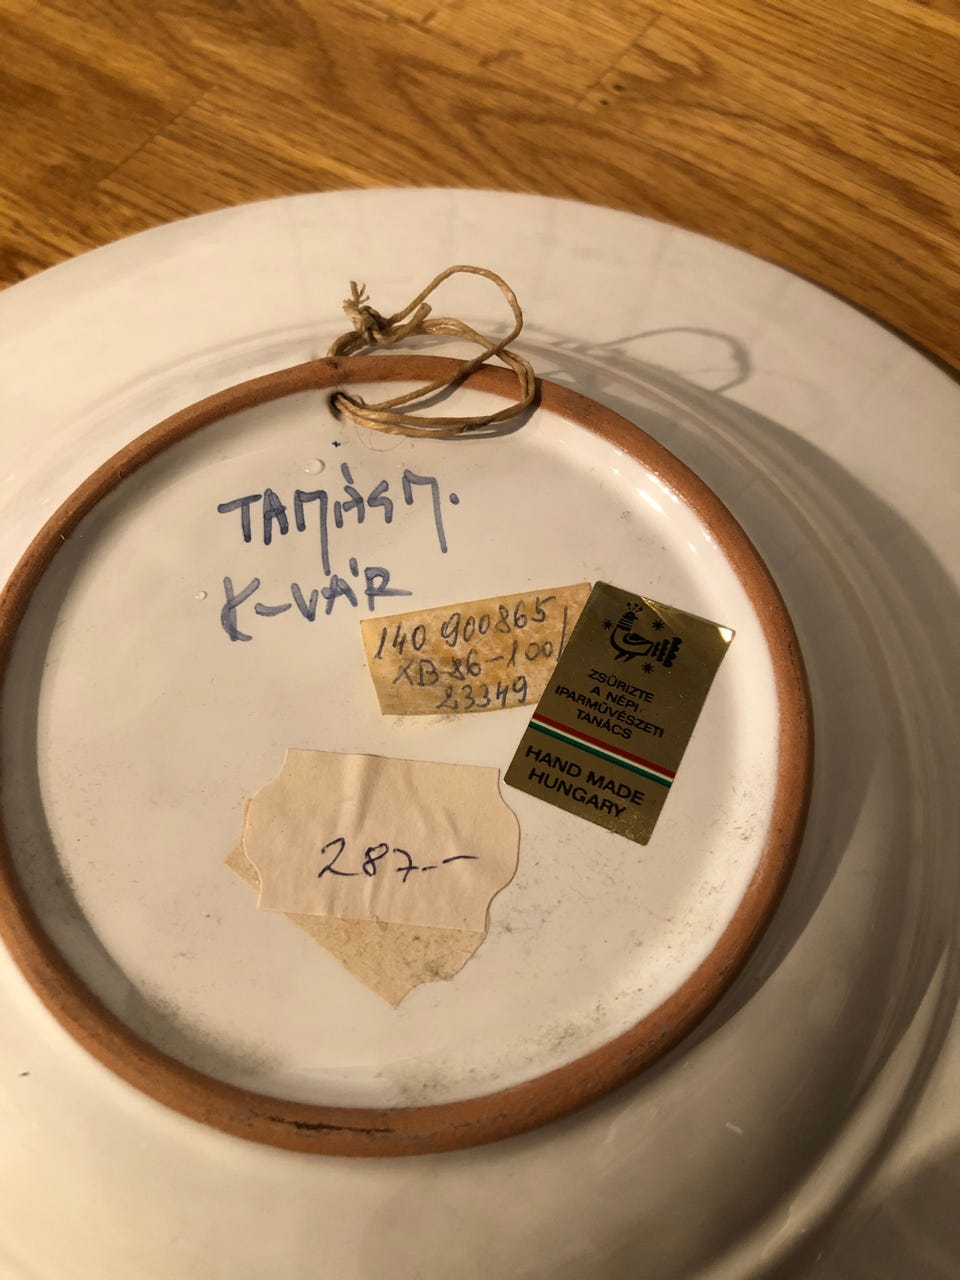 TAMÁS M.
K-VÁR
140 900865
XB-86-100/
23349
ZSŰRIZTE
A NÉPI
IPARMŰVÉSZETI
TANÁCS
HAND MADE
HUNGARY
287.—